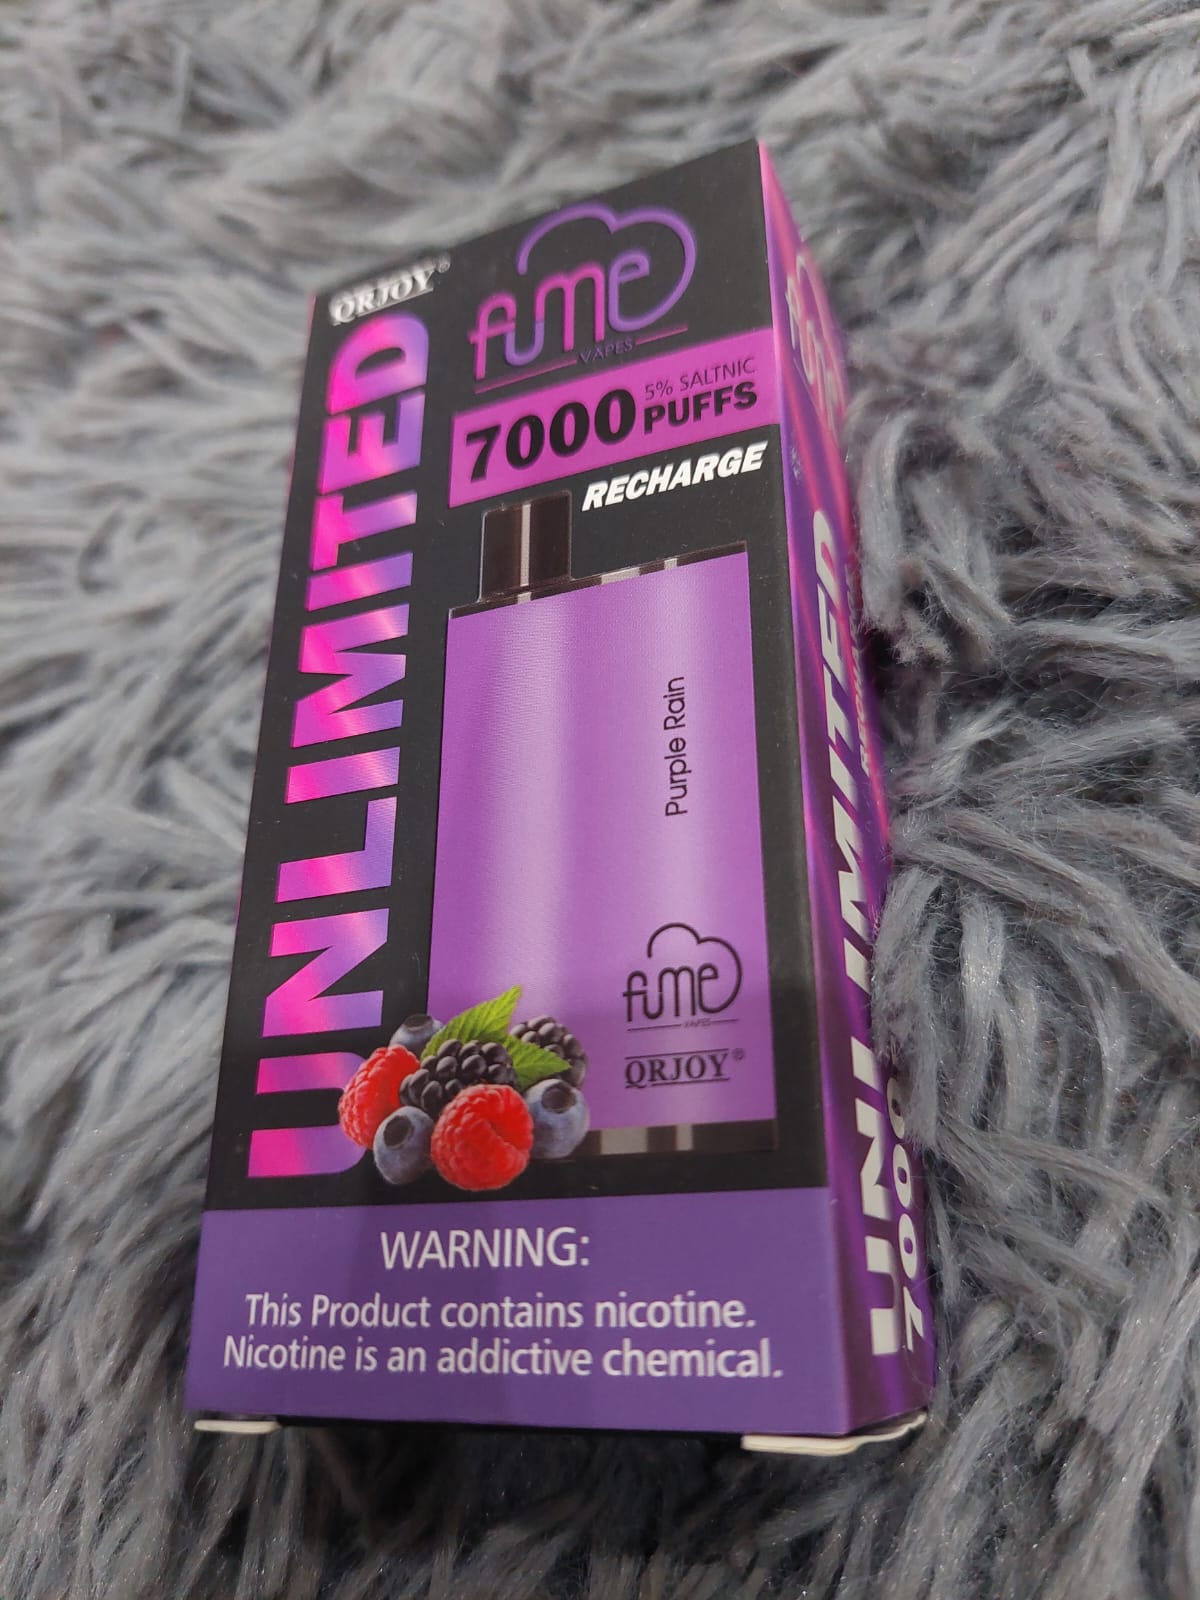 QRJOY®
UNLIMITED
fume
VAPES
7000 5% SALTNIC
PUFFS
RECHARGE
Purple Rain
fume
VAPES
QRJOY®
WARNING:
This Product contains nicotine.
Nicotine is an addictive chemical.
UNLIMITED
7000